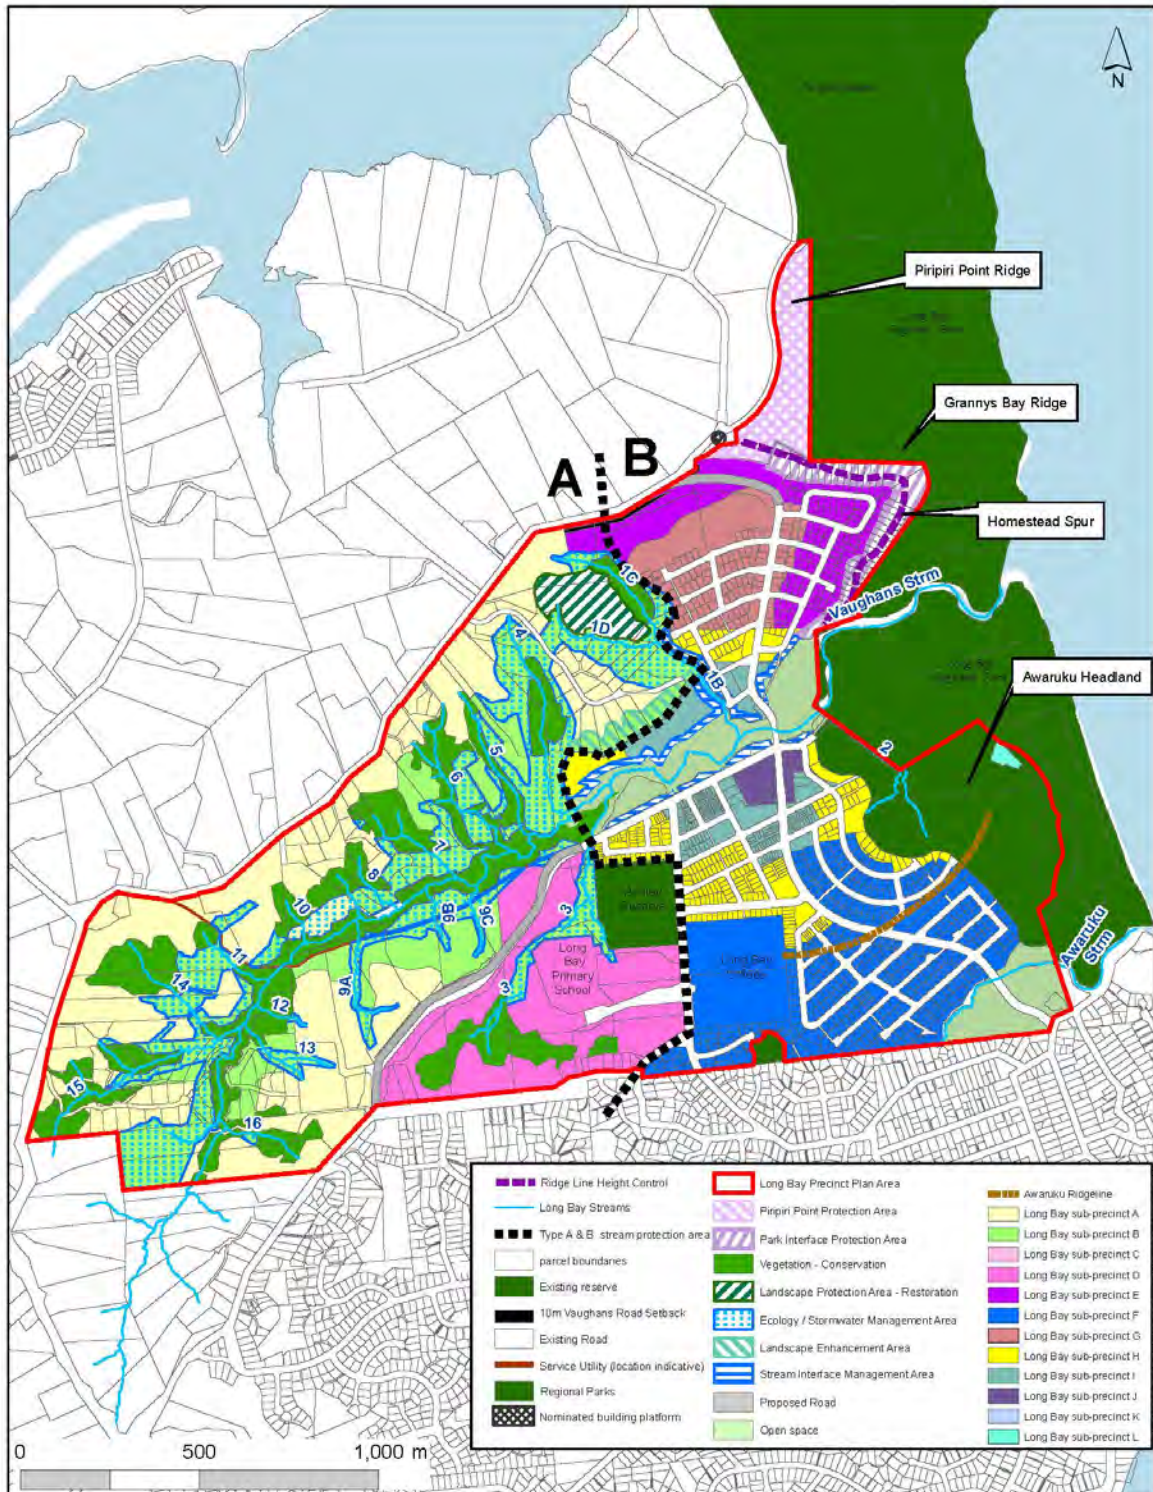 N
Piripiri Point Ridge
Regional Park
Grannys Bay Ridge
A
B
Homestead Spur
1C
Vaughans Strm
1D
4
1B
Awaruku Headland
2
5
6
7
8
3
10
9B
9C
11
Long
Bay
Primary
School
Long Bay
College
Awaruku
Strm
14
9A
3
12
13
15
16
Ridge Line Height Control
Long Bay Streams
Type A & B stream protection area
parcel boundaries
Existing reserve
10m Vaughans Road Setback
Existing Road
Service Utility (location indicative)
Regional Parks
Nominated building platform
Long Bay Precinct Plan Area
Piripiri Point Protection Area
Park Interface Protection Area
Vegetation - Conservation
Landscape Protection Area - Restoration
Ecology / Stormwater Management Area
Landscape Enhancement Area
Stream Interface Management Area
Proposed Road
Open space
Awaruku Ridgeline
Long Bay sub-precinct A
Long Bay sub-precinct B
Long Bay sub-precinct C
Long Bay sub-precinct D
Long Bay sub-precinct E
Long Bay sub-precinct F
Long Bay sub-precinct G
Long Bay sub-precinct H
Long Bay sub-precinct I
Long Bay sub-precinct J
Long Bay sub-precinct K
Long Bay sub-precinct L
0 500 1,000 m